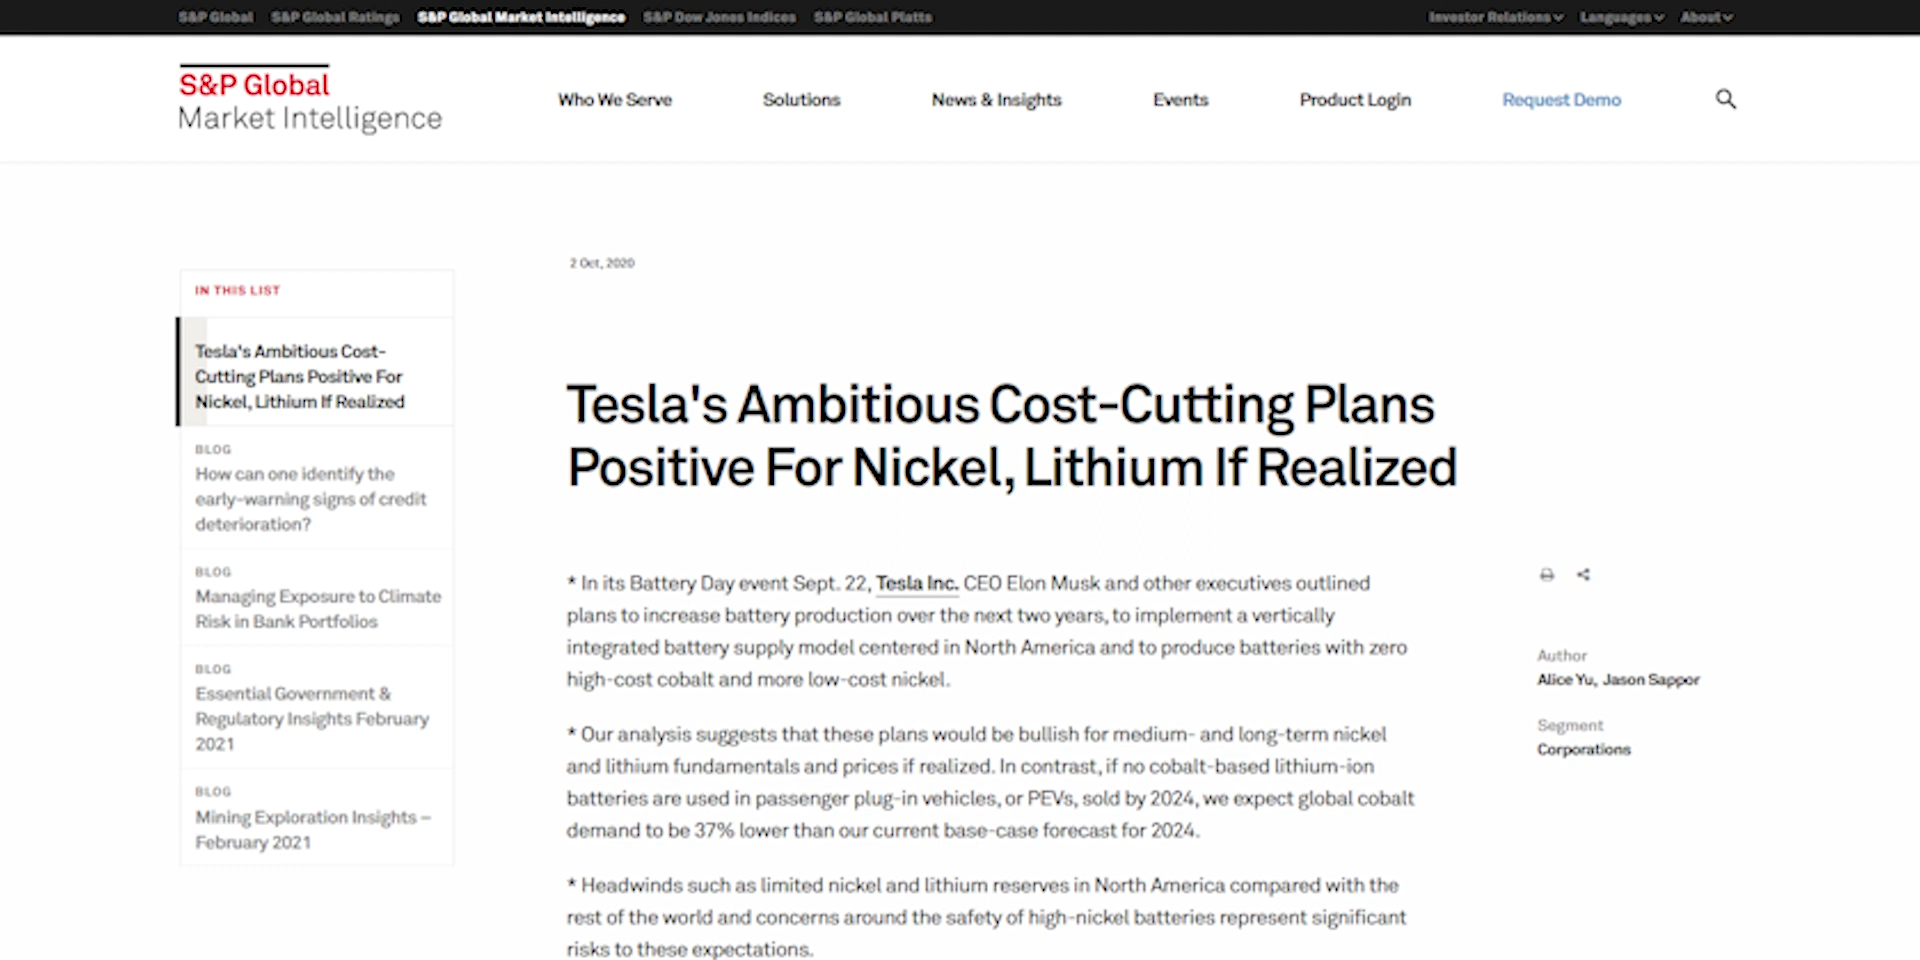 S&P Global S&P Global Ratings S&P Global Market Intelligence S&P Dow Jones Indices S&P Global Platts Investor Relations Languages About
S&P Global
Market Intelligence
Who We Serve Solutions News & Insights Events Product Login Request Demo
2 Oct, 2020
IN THIS LIST
Tesla's Ambitious Cost-
Cutting Plans Positive For
Nickel, Lithium If Realized
BLOG
How can one identify the
early-warning signs of credit
deterioration?
BLOG
Managing Exposure to Climate
Risk in Bank Portfolios
BLOG
Essential Government &
Regulatory Insights February
2021
BLOG
Mining Exploration Insights –
February 2021
Tesla's Ambitious Cost-Cutting Plans
Positive For Nickel, Lithium If Realized
* In its Battery Day event Sept. 22, Tesla Inc. CEO Elon Musk and other executives outlined
plans to increase battery production over the next two years, to implement a vertically
integrated battery supply model centered in North America and to produce batteries with zero
high-cost cobalt and more low-cost nickel.
* Our analysis suggests that these plans would be bullish for medium- and long-term nickel
and lithium fundamentals and prices if realized. In contrast, if no cobalt-based lithium-ion
batteries are used in passenger plug-in vehicles, or PEVs, sold by 2024, we expect global cobalt
demand to be 37% lower than our current base-case forecast for 2024.
* Headwinds such as limited nickel and lithium reserves in North America compared with the
rest of the world and concerns around the safety of high-nickel batteries represent significant
risks to these expectations.
Author
Alice Yu, Jason Sappor
Segment
Corporations